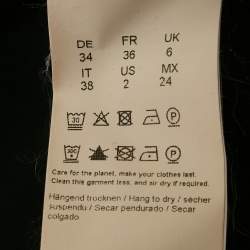 DE FR UK
34 36 6
IT US MX
38 2 24
30 P
30 P
Care for the planet, make your clothes last.
Clean this garment less, and air dry if required.
Hängend trocknen / Hang to dry / sécher
suspendu / Secar pendurado / Secar
colgado